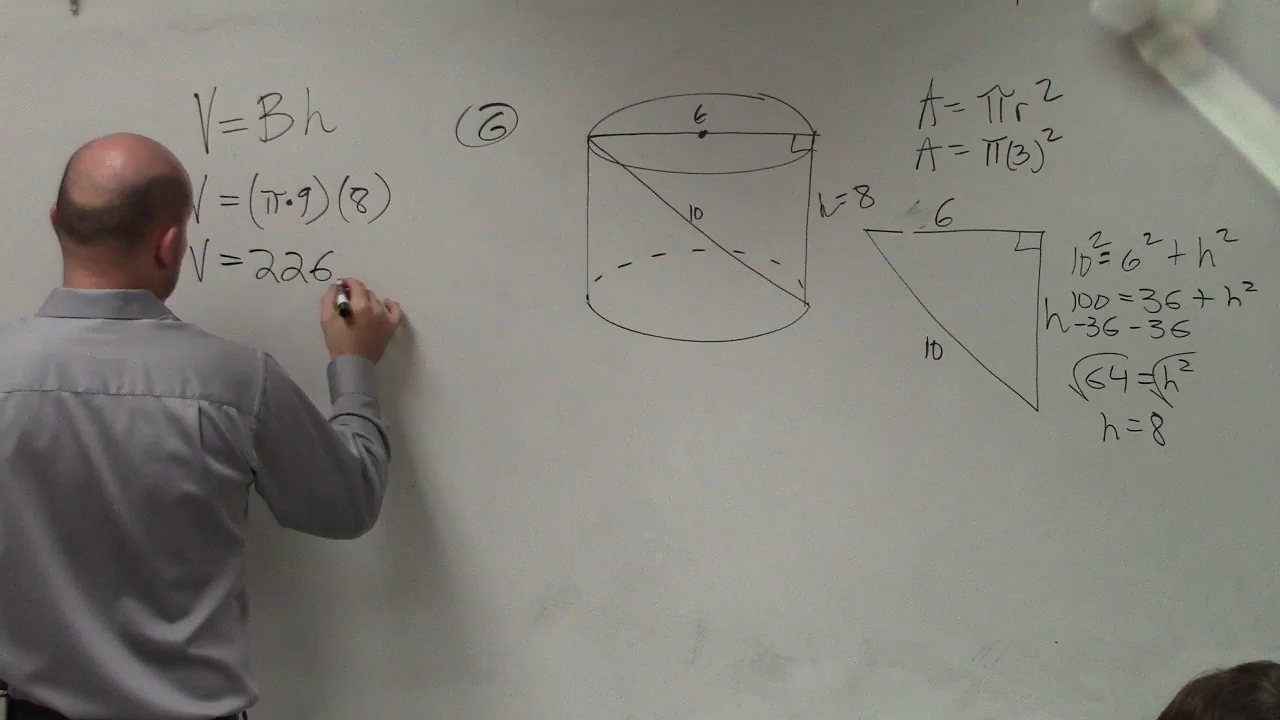 V = Bh
V = (π·9)(8)
V = 226
6
6
10
h = 8
A = πr²
A = π(3)²
6
10
h
10² = 6² + h²
100 = 36 + h²
-36 -36
√64 = √h²
h = 8